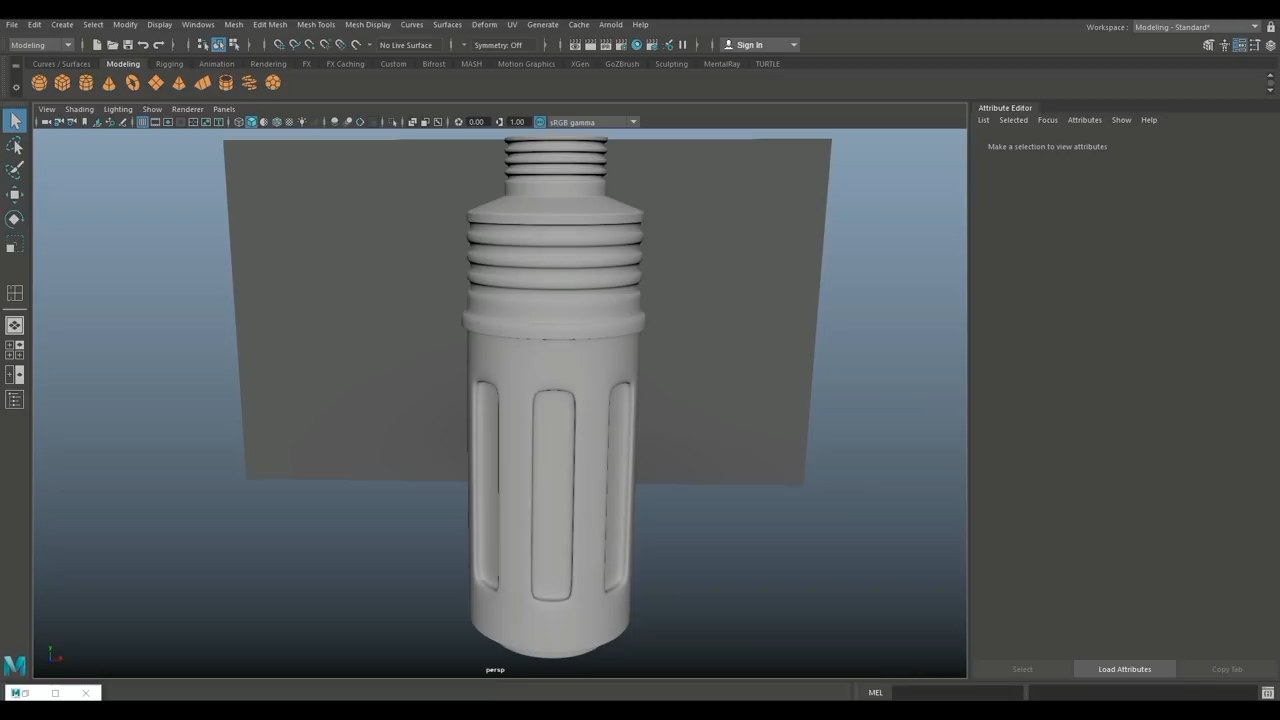 File Edit Create Select Modify Display Windows Mesh Edit Mesh Mesh Tools Mesh Display Curves Surfaces Deform UV Generate Cache Arnold Help
Workspace : Modeling - Standard*
Modeling No Live Surface Symmetry: Off Sign In
Curves / Surfaces Modeling Rigging Animation Rendering FX FX Caching Custom Bifrost MASH Motion Graphics XGen GoZBrush Sculpting MentalRay TURTLE
View Shading Lighting Show Renderer Panels
0.00 1.00 sRGB gamma
Attribute Editor
List Selected Focus Attributes Show Help
Make a selection to view attributes
persp
Select Load Attributes Copy Tab
MEL